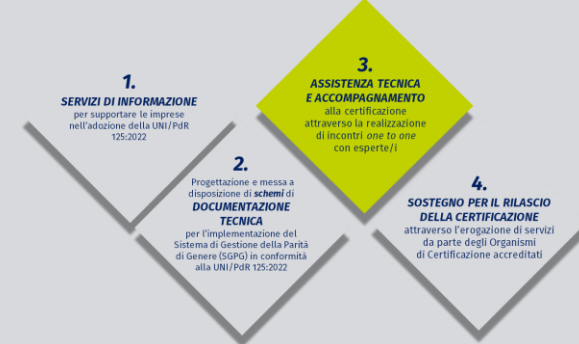 1.
SERVIZI DI INFORMAZIONE
per supportare le imprese
nell'adozione della UNI/PdR
125:2022
2.
Progettazione e messa a
disposizione di schemi di
DOCUMENTAZIONE
TECNICA
per l'implementazione del
Sistema di Gestione della Parità
di Genere (SGPG) in conformità
alla UNI/PdR 125:2022
3.
ASSISTENZA TECNICA
E ACCOMPAGNAMENTO
alla certificazione
attraverso la realizzazione
di incontri one to one
con esperte/i
4.
SOSTEGNO PER IL RILASCIO
DELLA CERTIFICAZIONE
attraverso l'erogazione di servizi
da parte degli Organismi
di Certificazione accreditati